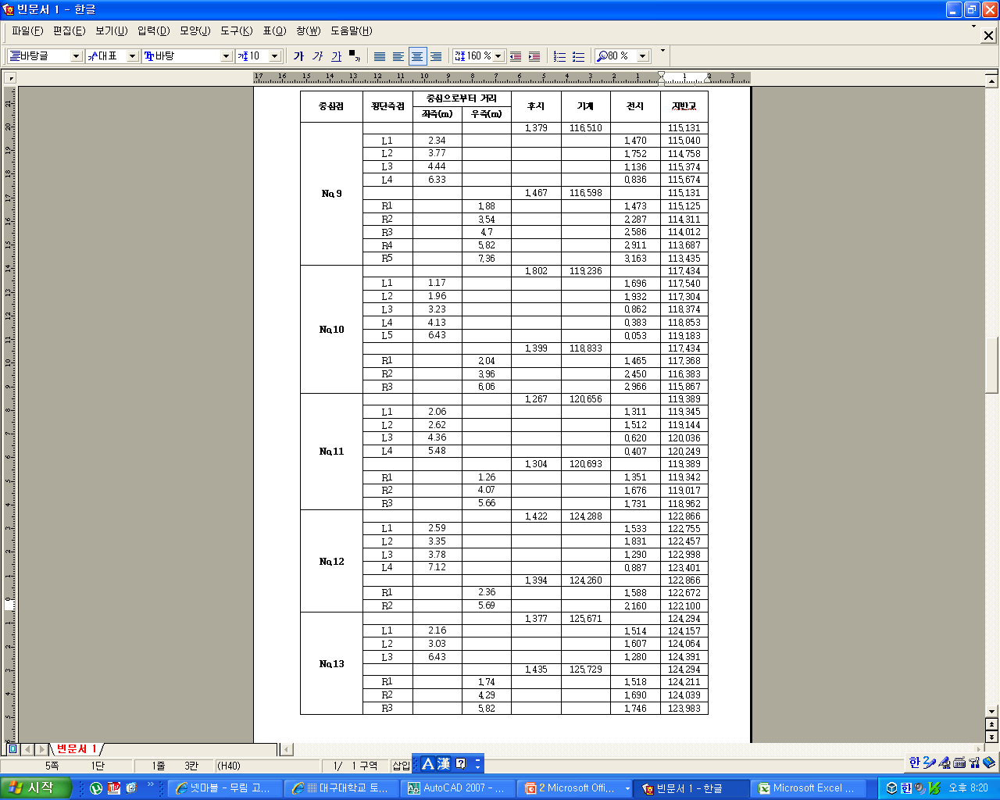 빈문서 1 - 한글
파일(F) 편집(E) 보기(U) 입력(D) 모양(J) 도구(K) 표(Q) 창(W) 도움말(H)
바탕글 대표 바탕 10 가 가 가 160 % 80 %
17 16 15 14 13 12 11 10 9 8 7 6 5 4 3 2 1 1 2 3
중심점 횡단측점 중심으로부터 거리 후시 기계 전시 지반고
좌측(m) 우측(m)
1.379 116.510 115.131
L1 2.34 1.470 115.040
L2 3.77 1.752 114.758
L3 4.44 1.136 115.374
L4 6.33 0.836 115.674
No.9 1.467 116.598 115.131
R1 1.88 1.473 115.125
R2 3.54 2.287 114.311
R3 4.7 2.586 114.012
R4 5.82 2.911 113.687
R5 7.36 3.163 113.435
1.802 119.236 117.434
L1 1.17 1.696 117.540
L2 1.96 1.932 117.304
L3 3.23 0.862 118.374
L4 4.13 0.383 118.853
No.10
L5 6.43 0.053 119.183
1.399 118.833 117.434
R1 2.04 1.465 117.368
R2 3.96 2.450 116.383
R3 6.06 2.966 115.867
1.267 120.656 119.389
L1 2.06 1.311 119.345
L2 2.62 1.512 119.144
L3 4.36 0.620 120.036
No.11 L4 5.48 0.407 120.249
1.304 120.693 119.389
R1 1.26 1.351 119.342
R2 4.07 1.676 119.017
R3 5.66 1.731 118.962
1.422 124.288 122.866
L1 2.59 1.533 122.755
L2 3.35 1.831 122.457
L3 3.78 1.290 122.998
No.12
L4 7.12 0.887 123.401
1.394 124.260 122.866
R1 2.36 1.588 122.672
R2 5.69 2.160 122.100
1.377 125.671 124.294
L1 2.16 1.514 124.157
L2 3.03 1.607 124.064
L3 6.43 1.280 124.391
No.13
1.435 125.729 124.294
R1 1.74 1.518 124.211
R2 4.29 1.690 124.039
R3 5.82 1.746 123.983
빈문서 1
5쪽 1단 1줄 3칸 (H40) 1/ 1 구역 삽입 A 漢 ?
한
시작 넷마블 - 무림 고... 대구대학교 토... AutoCAD 2007 - ... 2 Microsoft Offi... 빈문서 1 - 한글 Microsoft Excel ... 오후 8:20